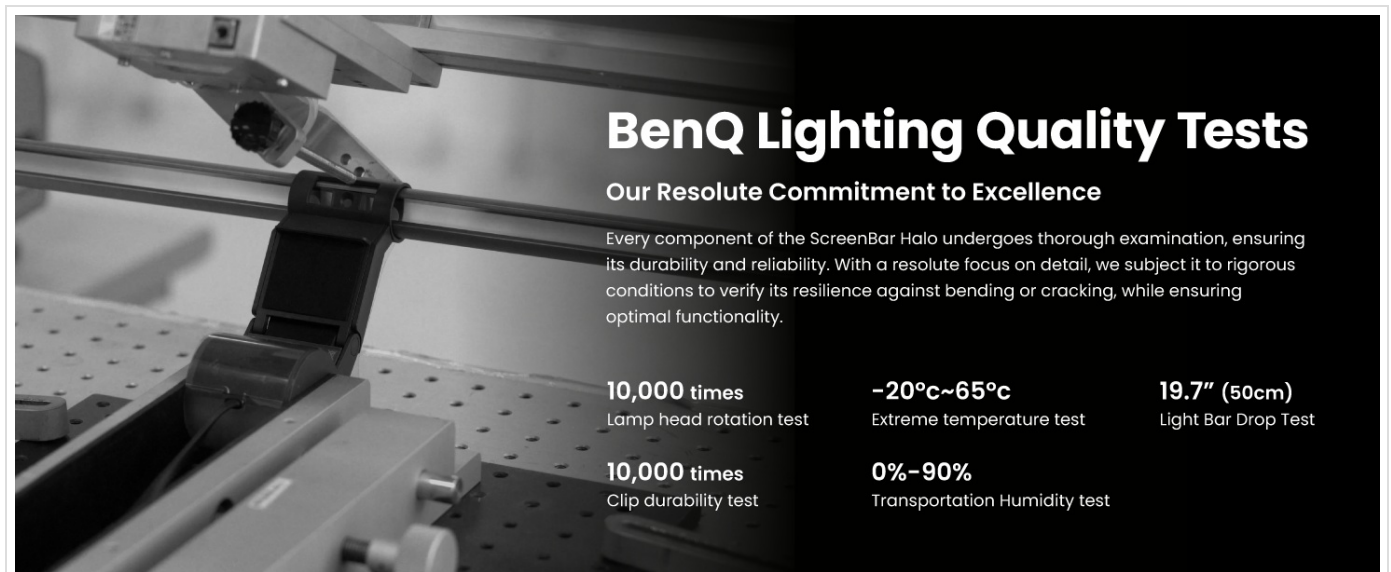 BenQ Lighting Quality Tests
Our Resolute Commitment to Excellence
Every component of the ScreenBar Halo undergoes thorough examination, ensuring
its durability and reliability. With a resolute focus on detail, we subject it to rigorous
conditions to verify its resilience against bending or cracking, while ensuring
optimal functionality.
10,000 times
Lamp head rotation test
-20°c~65°c
Extreme temperature test
19.7” (50cm)
Light Bar Drop Test
10,000 times
Clip durability test
0%-90%
Transportation Humidity test